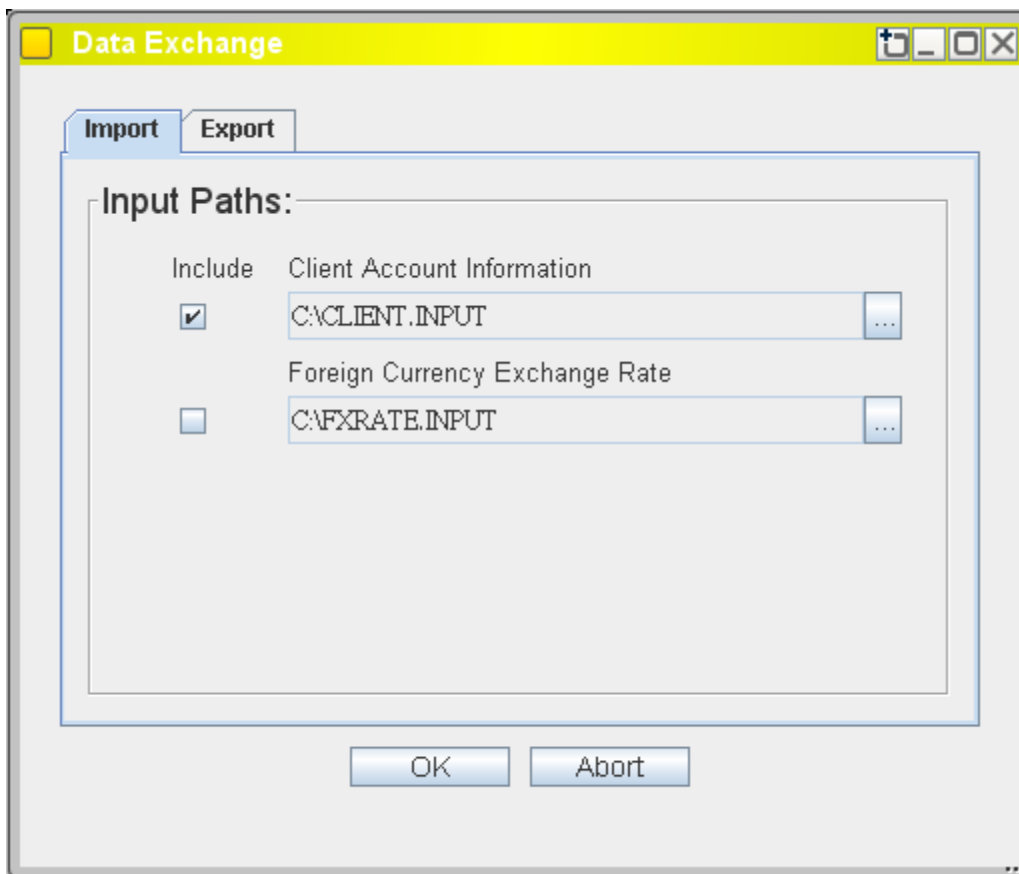 Data Exchange
Import Export
Input Paths:
Include Client Account Information
C:\CLIENT.INPUT ...
Foreign Currency Exchange Rate
C:\FXRATE.INPUT ...
OK Abort